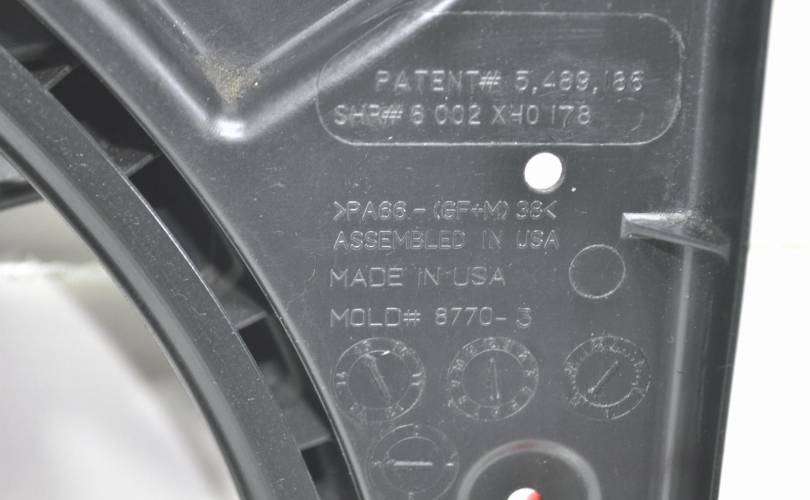 PATENT# 5,489,186
SHR# 6 002 XH0 178
>PA66-(GF+M)38<
ASSEMBLED IN USA
MADE IN USA
MOLD# 8770-3